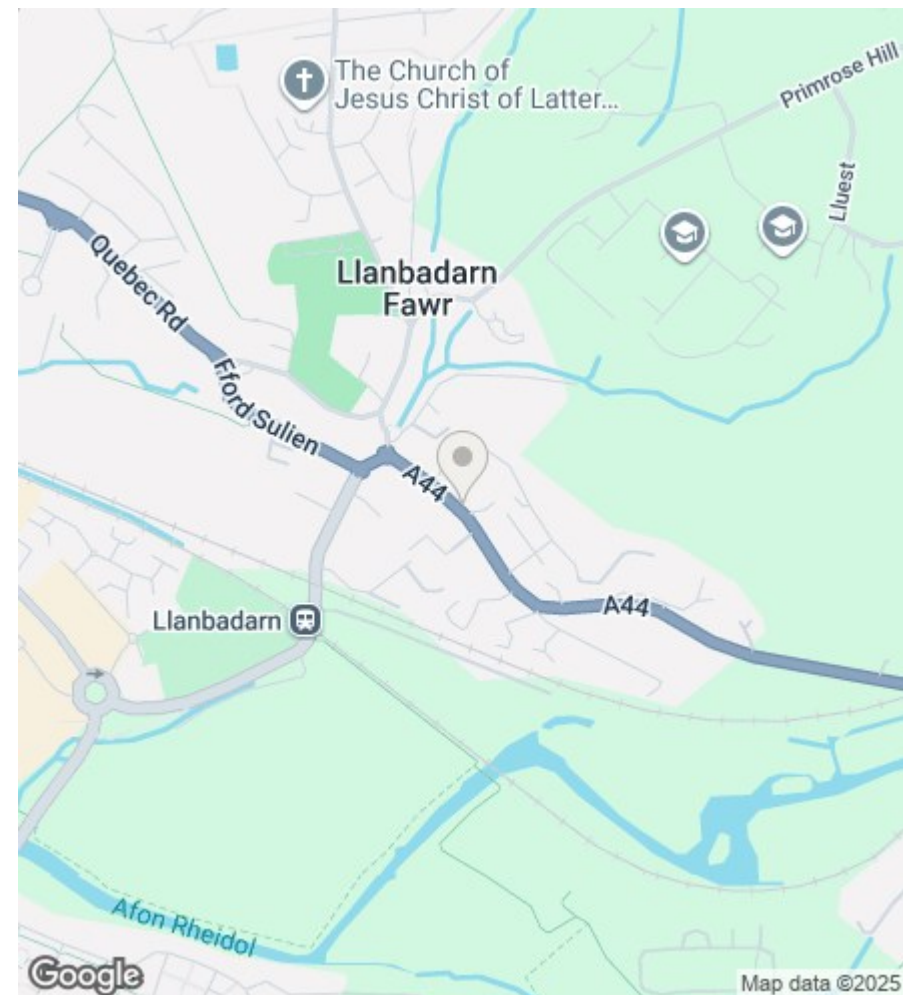 The Church of
Jesus Christ of Latter...
Primrose Hill
Lluest
Quebec Rd
Llanbadarn
Fawr
Fford Sulien
A44
A44
Llanbadarn
Afon Rheidol
Google
Map data ©2025